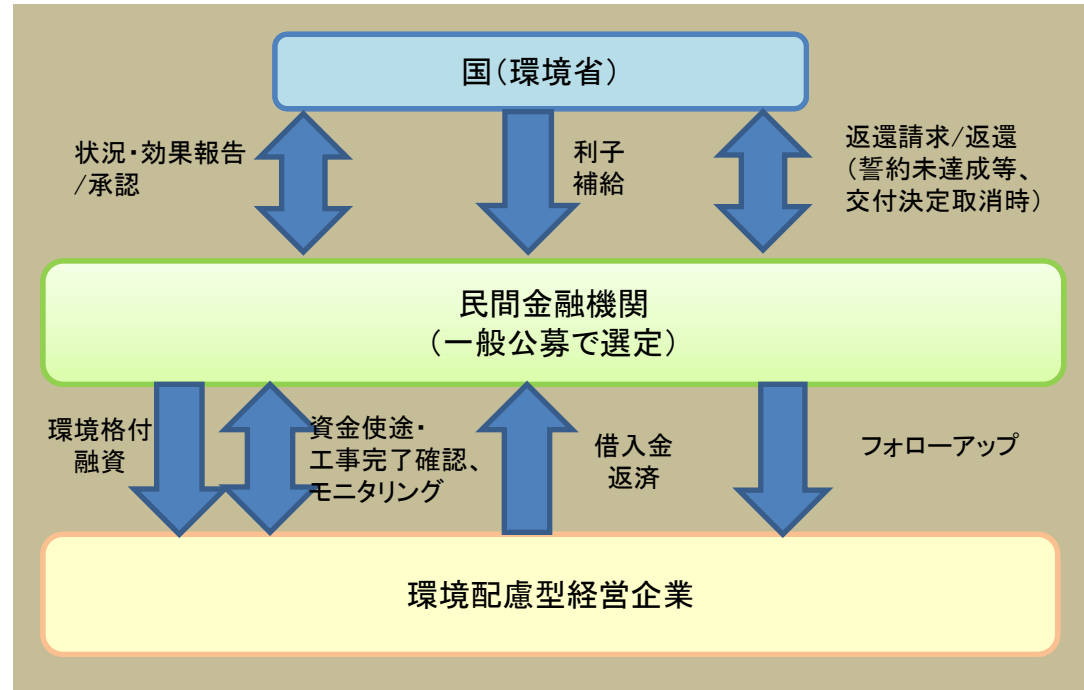 国（環境省）
状況・効果報告
/承認
利子
補給
返還請求/返還
（誓約未達成等、
交付決定取消時）
民間金融機関
（一般公募で選定）
環境格付
融資
資金使途・
工事完了確認、
モニタリング
借入金
返済
フォローアップ
環境配慮型経営企業